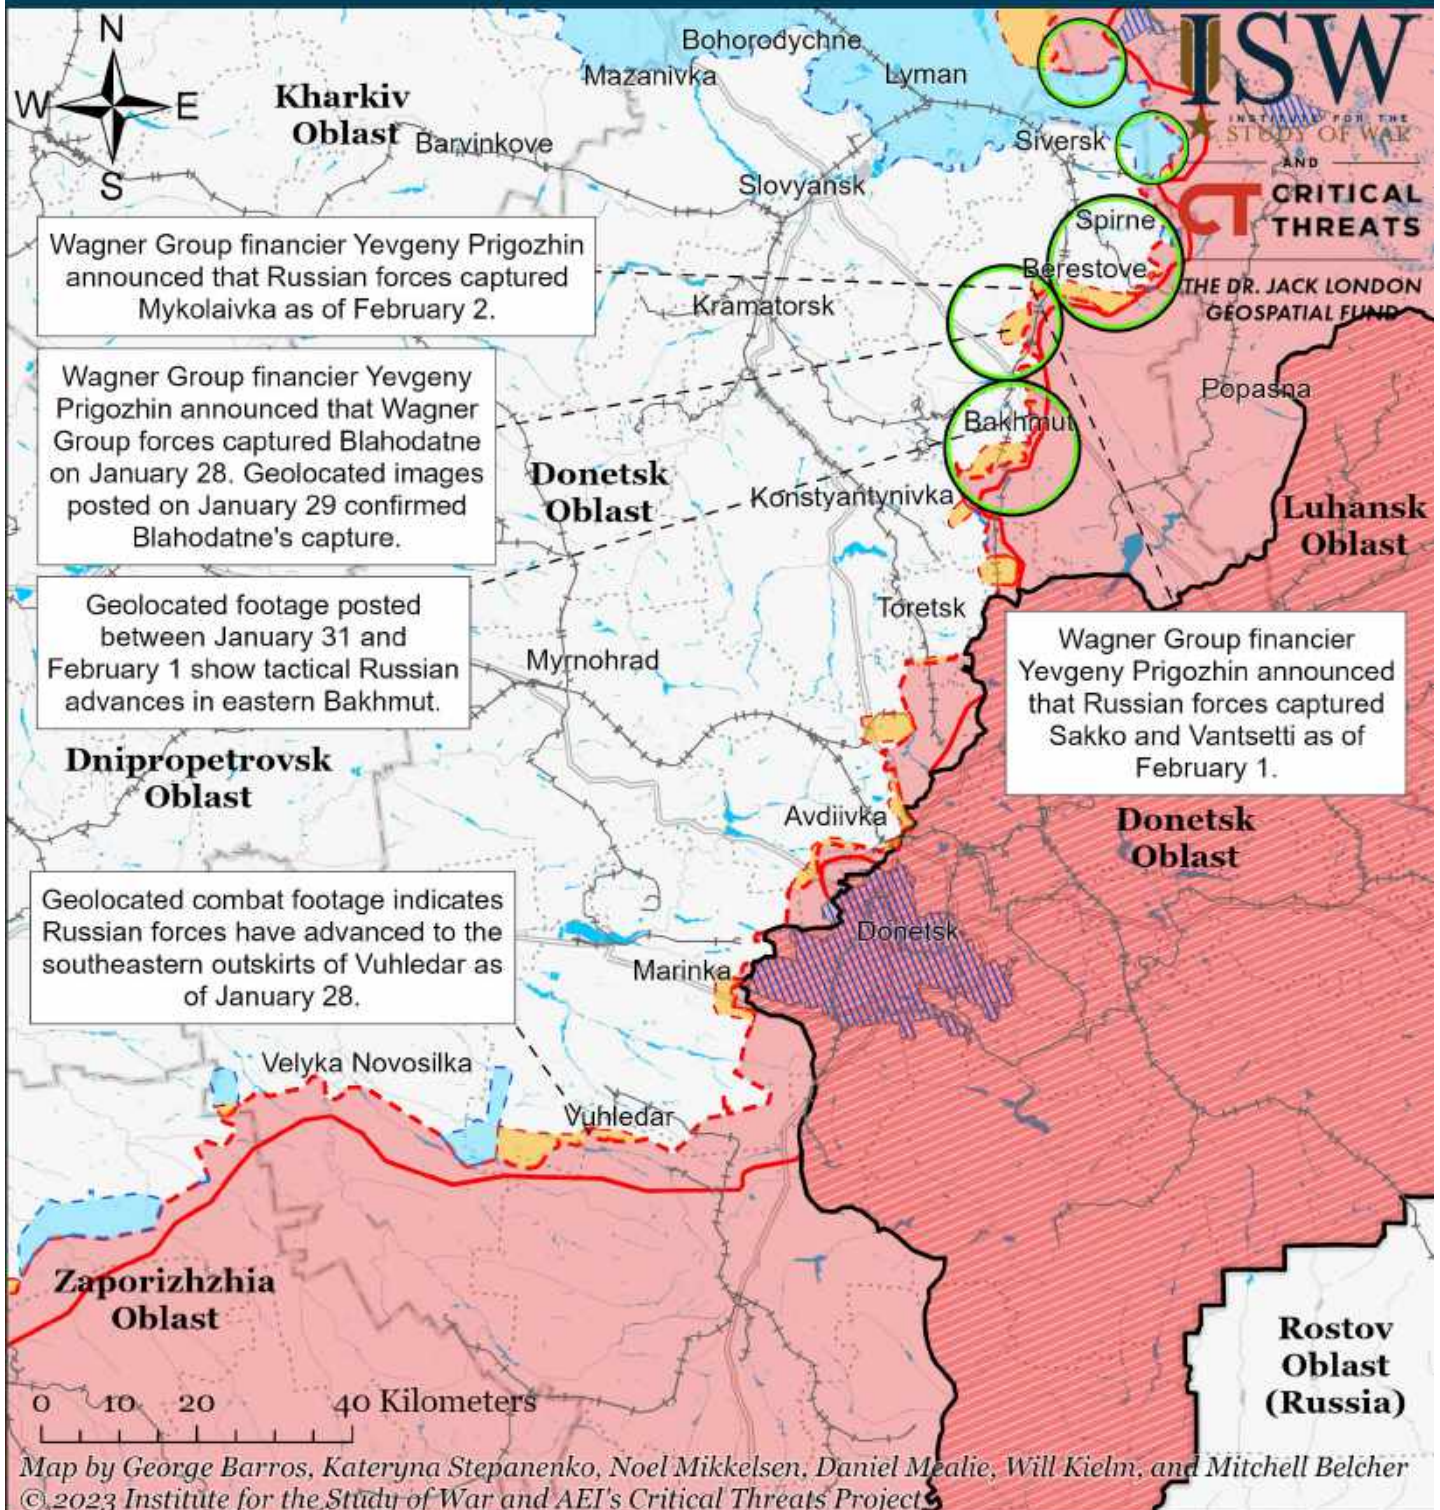 N
W
E
S
Kharkiv
Oblast
Barvinkove
Bohorodychne
Mazanivka
Lyman
Siversk
Slovyansk
Spirne
Berestove
Kramatorsk
Popasna
Bakhmut
Konstyantynivka
ISW
INSTITUTE FOR THE
STUDY OF WAR
AND
CT CRITICAL
THREATS
THE DR. JACK LONDON
GEOSPATIAL FUND
Wagner Group financier Yevgeny Prigozhin
announced that Russian forces captured
Mykolaivka as of February 2.
Wagner Group financier Yevgeny
Prigozhin announced that Wagner
Group forces captured Blahodatne
on January 28. Geolocated images
posted on January 29 confirmed
Blahodatne's capture.
Geolocated footage posted
between January 31 and
February 1 show tactical Russian
advances in eastern Bakhmut.
Donetsk
Oblast
Luhansk
Oblast
Toretsk
Myrnohrad
Wagner Group financier
Yevgeny Prigozhin announced
that Russian forces captured
Sakko and Vantsetti as of
February 1.
Dnipropetrovsk
Oblast
Avdiivka
Donetsk
Oblast
Geolocated combat footage indicates
Russian forces have advanced to the
southeastern outskirts of Vuhledar as
of January 28.
Donetsk
Marinka
Velyka Novosilka
Vuhledar
Zaporizhzhia
Oblast
Rostov
Oblast
(Russia)
0 10 20 40 Kilometers
Map by George Barros, Kateryna Stepanenko, Noel Mikkelsen, Daniel Mealie, Will Kielm, and Mitchell Belcher
© 2023 Institute for the Study of War and AEI's Critical Threats Project